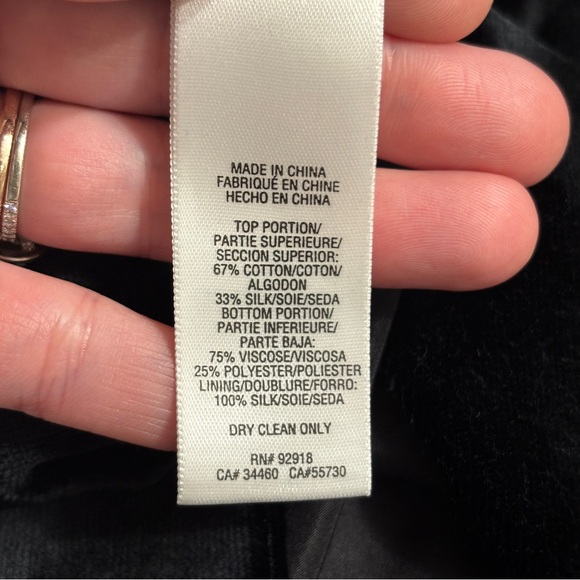 MADE IN CHINA
FABRIQUÉ EN CHINE
HECHO EN CHINA
TOP PORTION/
PARTIE SUPERIEURE/
SECCION SUPERIOR:
67% COTTON/COTON/
ALGODON
33% SILK/SOIE/SEDA
BOTTOM PORTION/
PARTIE INFERIEURE/
PARTE BAJA:
75% VISCOSE/VISCOSA
25% POLYESTER/POLIESTER
LINING/DOUBLURE/FORRO:
100% SILK/SOIE/SEDA
DRY CLEAN ONLY
RN# 92918
CA# 34460 CA#55730